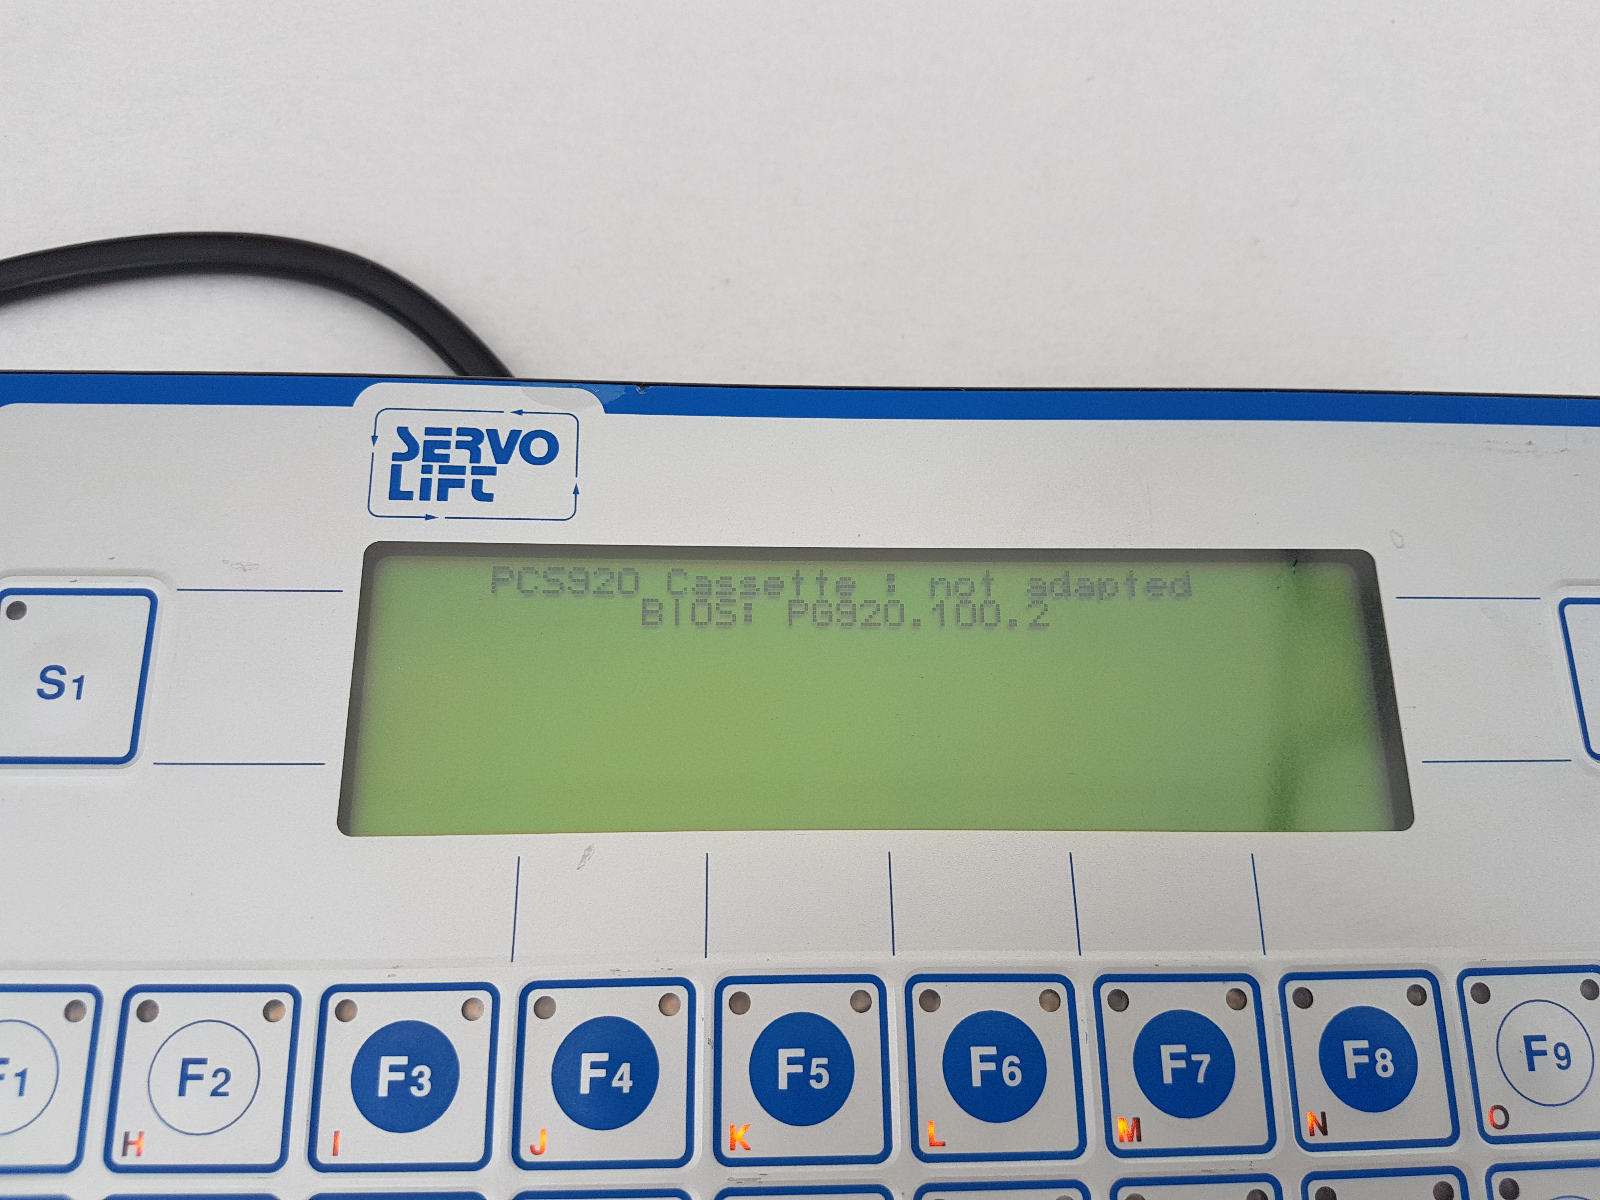 SERVO
LIFT
PCS920 Cassette : not adapted
BIOS: PG920.100.2
S1
F1
F2
F3
F4
F5
F6
F7
F8
F9
H
I
J
K
L
M
N
O